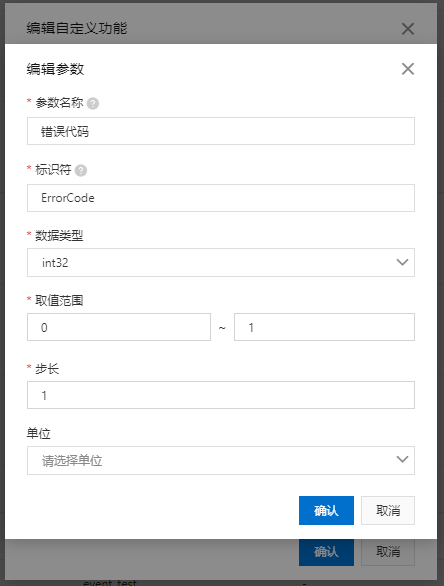 编辑自定义功能
编辑参数
* 参数名称 ?
错误代码
* 标识符 ?
ErrorCode
* 数据类型
int32
* 取值范围
0 ~ 1
* 步长
1
单位
请选择单位
确认 取消
确认 取消
event_test -